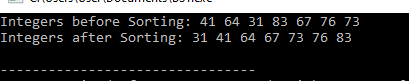 Integers before Sorting: 41 64 31 83 67 76 73
Integers after Sorting: 31 41 64 67 73 76 83
--------------------------------